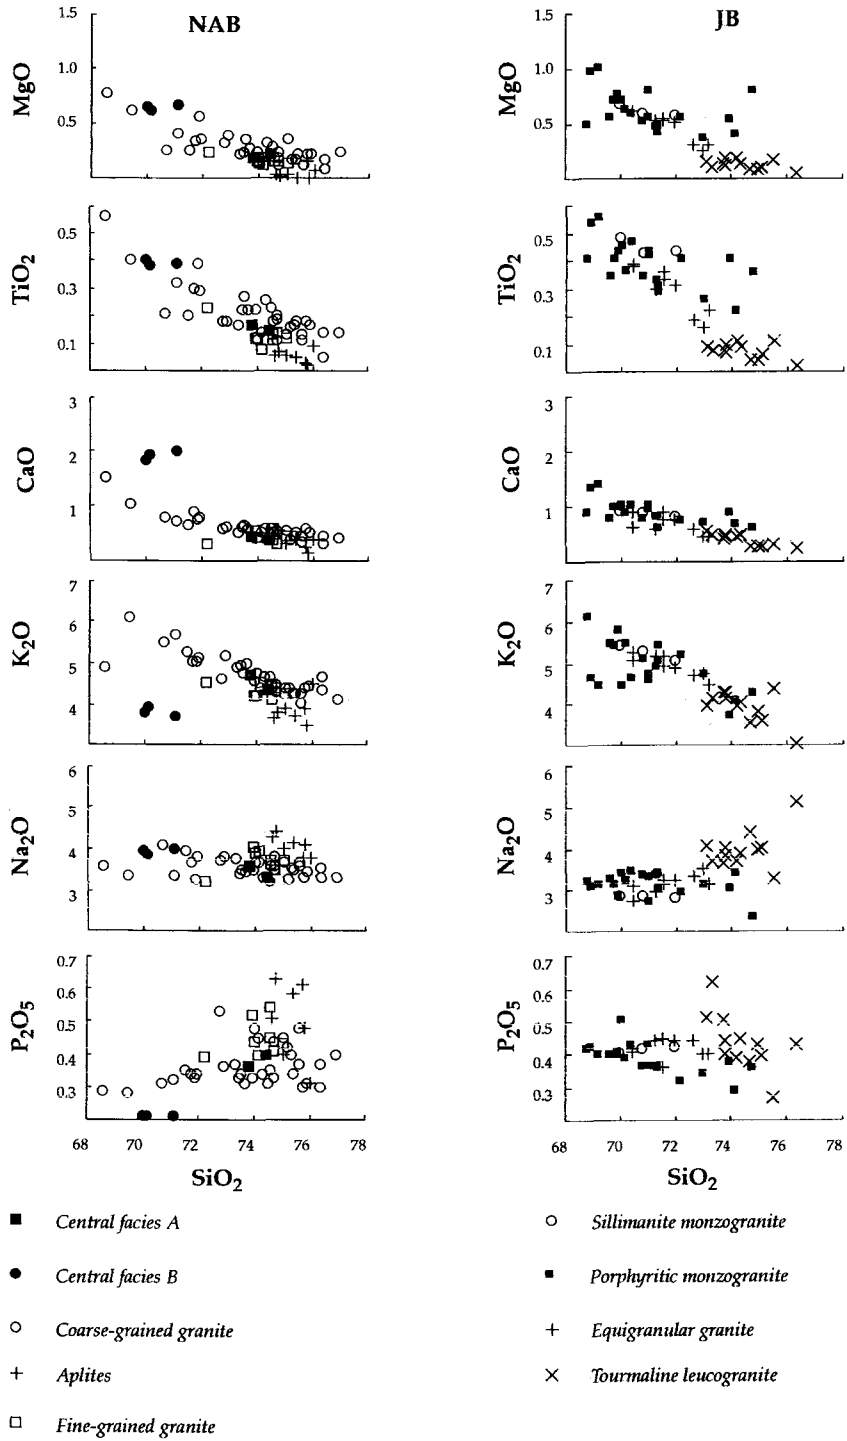 NAB
JB
MgO
1.5
1.0
0.5
MgO
1.5
1.0
0.5
TiO2
0.5
0.3
0.1
TiO2
0.5
0.3
0.1
CaO
3
2
1
CaO
3
2
1
K2O
7
6
5
4
K2O
7
6
5
4
Na2O
6
5
4
3
Na2O
6
5
4
3
P2O5
0.7
0.6
0.5
0.4
0.3
P2O5
0.7
0.6
0.5
0.4
0.3
68 70 72 74 76 78
68 70 72 74 76 78
SiO2
SiO2
Central facies A
Central facies B
Coarse-grained granite
Aplites
Fine-grained granite
Sillimanite monzogranite
Porphyritic monzogranite
Equigranular granite
Tourmaline leucogranite